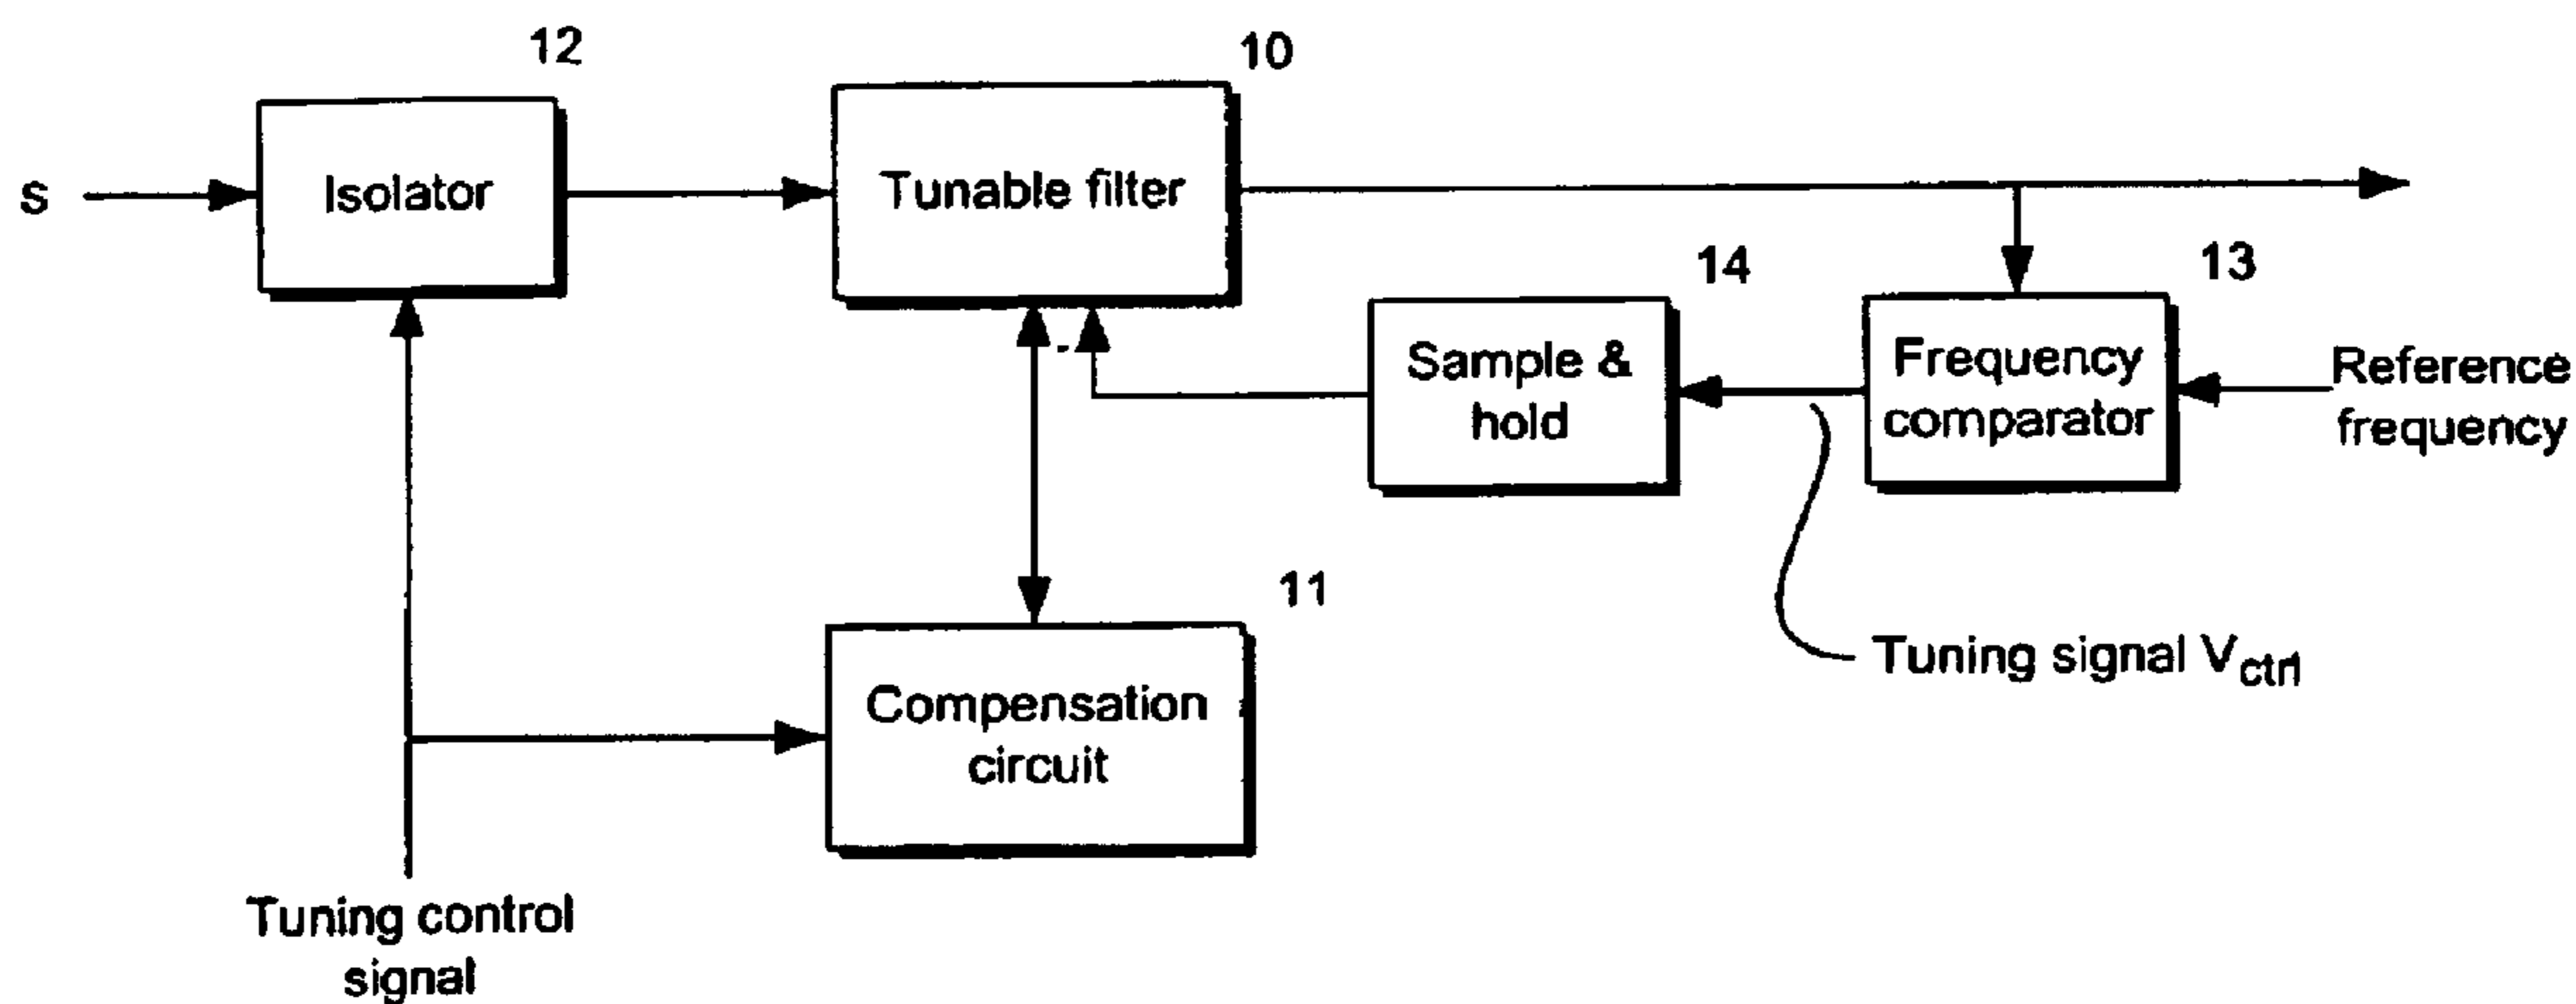 12
10
S
Isolator
Tunable filter
14
13
Sample &
hold
Frequency
comparator
Reference
frequency
11
Tuning signal Vctrl
Compensation
circuit
Tuning control
signal